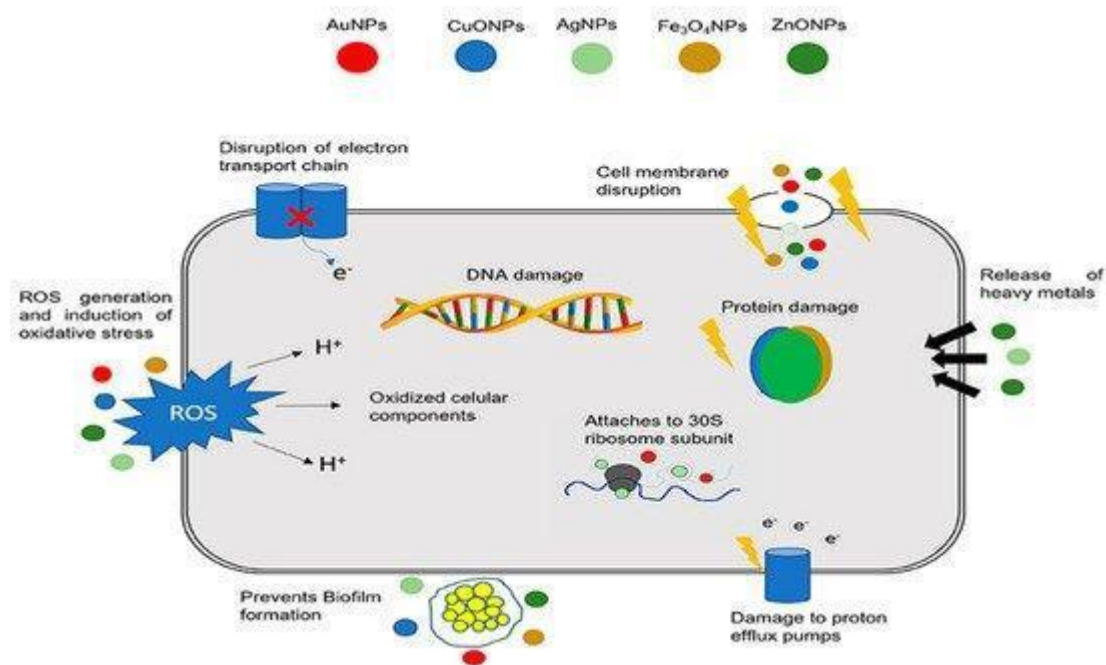 AuNPs CuONPs AgNPs Fe₃O₄NPs ZnONPs
Disruption of electron
transport chain
e⁻
Cell membrane
disruption
DNA damage
Protein damage
Release of
heavy metals
ROS generation
and induction of
oxidative stress
ROS
H⁺
Oxidized celular
components
H⁺
Attaches to 30S
ribosome subunit
e⁻ e⁻ e⁻
Prevents Biofilm
formation
Damage to proton
efflux pumps